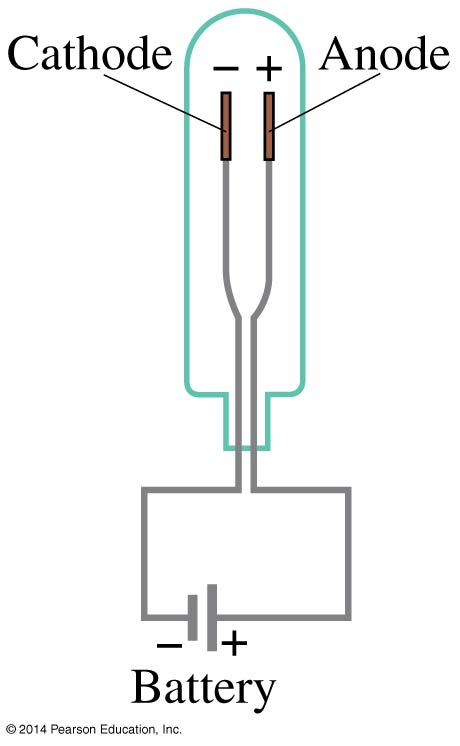 Cathode − + Anode
− +
Battery
© 2014 Pearson Education, Inc.